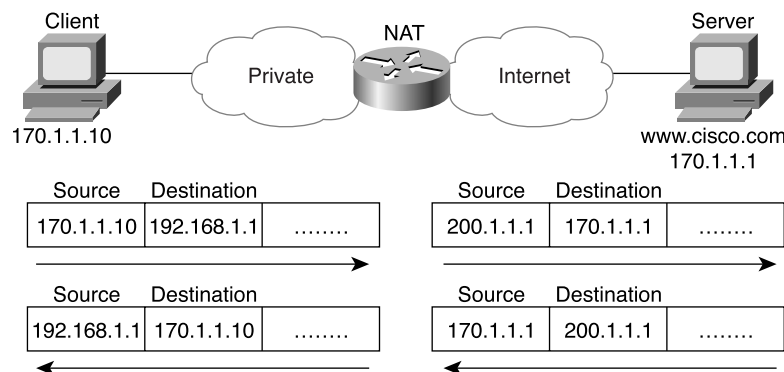 Client
NAT
Server
Private
Internet
170.1.1.10
www.cisco.com
170.1.1.1
Source Destination
170.1.1.10 192.168.1.1 ........
Source Destination
200.1.1.1 170.1.1.1 ........
Source Destination
192.168.1.1 170.1.1.10 ........
Source Destination
170.1.1.1 200.1.1.1 ........